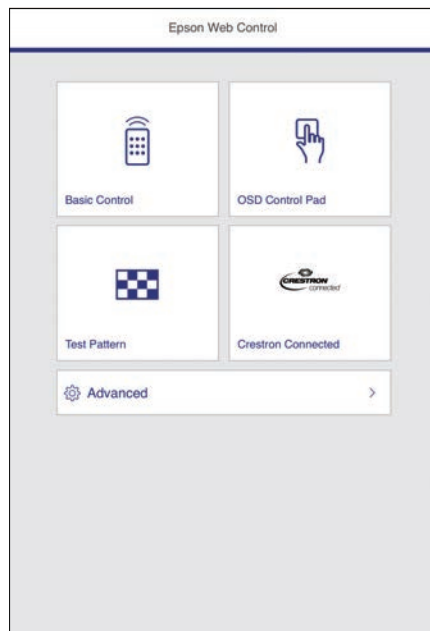 Epson Web Control
Basic Control
OSD Control Pad
Test Pattern
CRESTRON
connected
Crestron Connected
Advanced